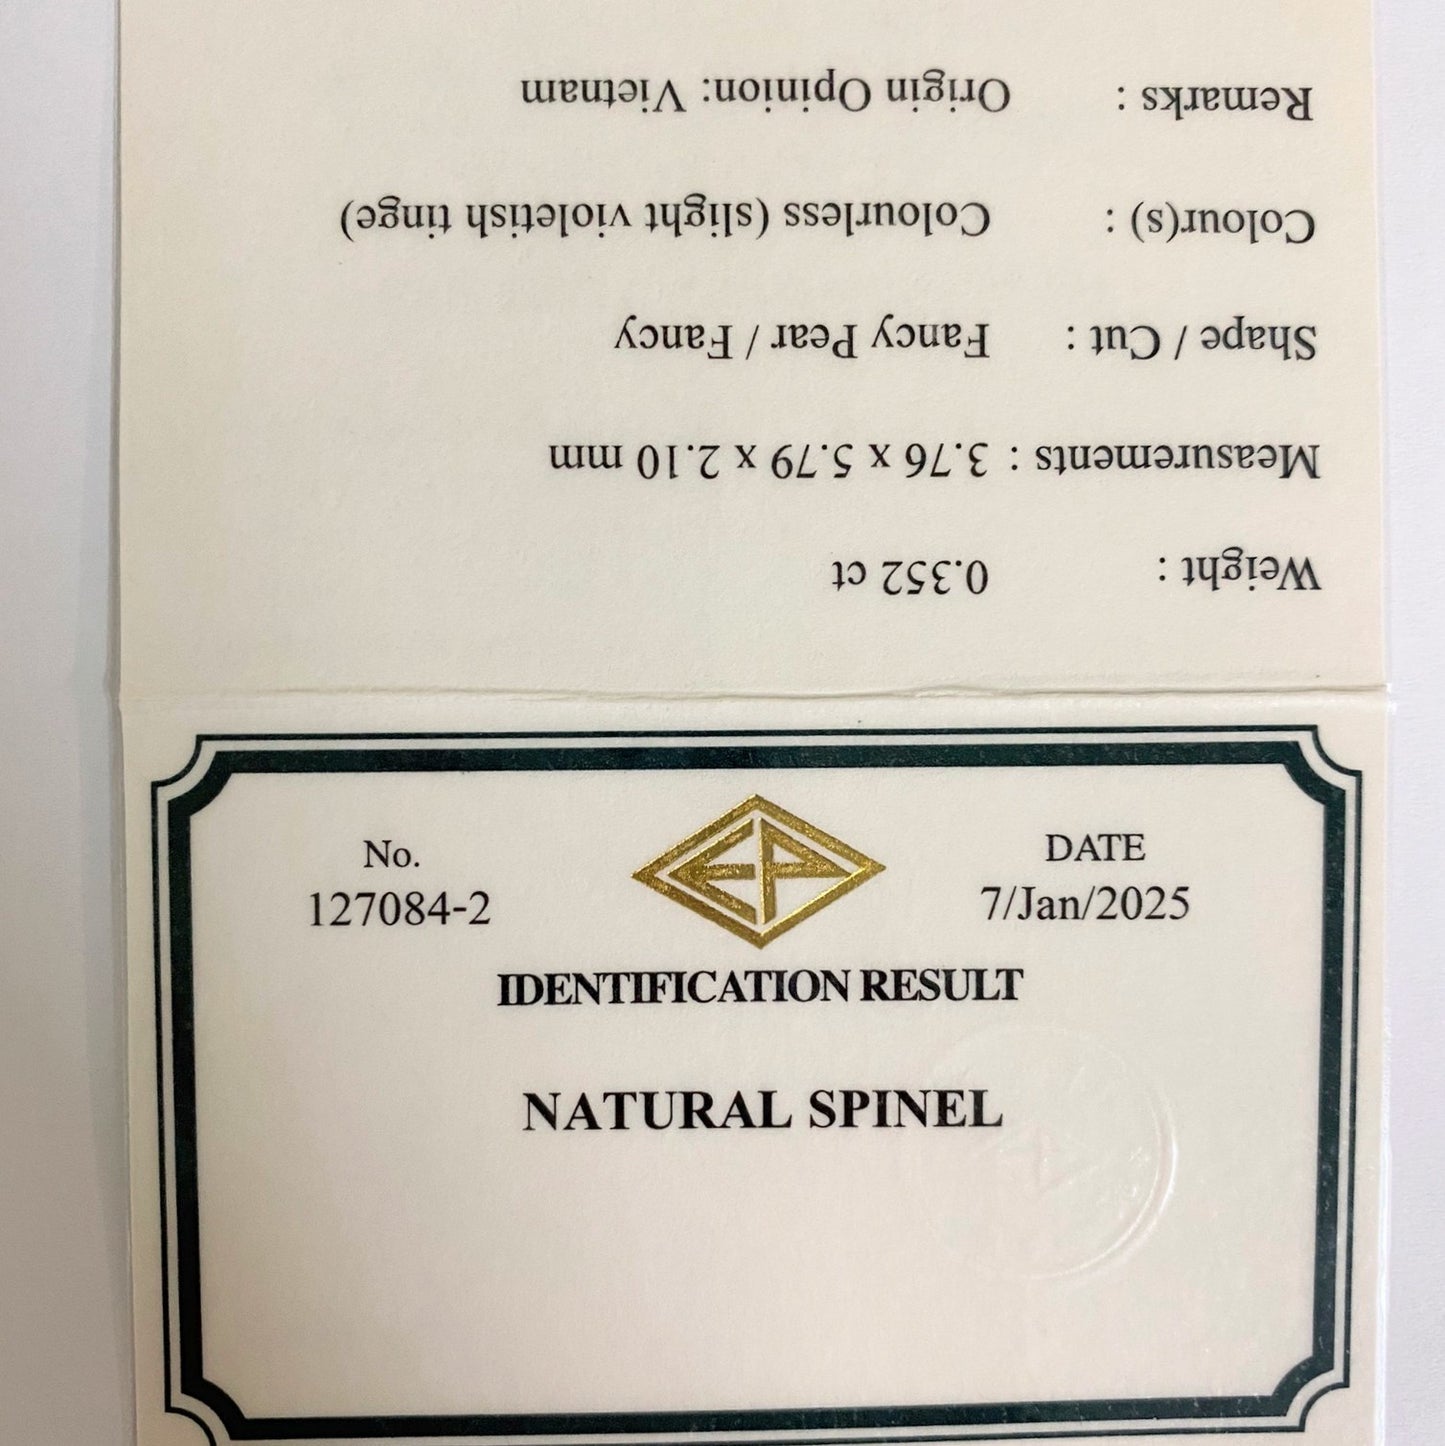 Weight : 0.352 ct
Measurements : 3.76 x 5.79 x 2.10 mm
Shape / Cut : Fancy Pear / Fancy
Colour(s) : Colourless (slight violetish tinge)
Remarks : Origin Opinion: Vietnam
No.
127084-2
EP
DATE
7/Jan/2025
IDENTIFICATION RESULT
NATURAL SPINEL